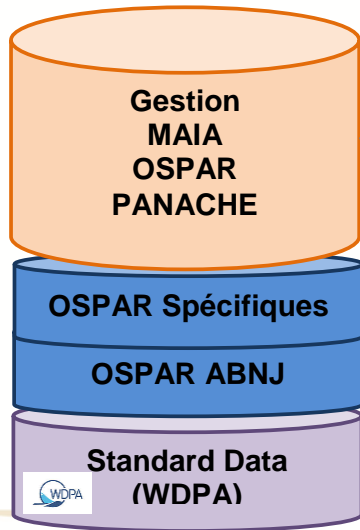 Gestion
MAIA
OSPAR
PANACHE
OSPAR Spécifiques
OSPAR ABNJ
Standard Data
(WDPA)
WDPA